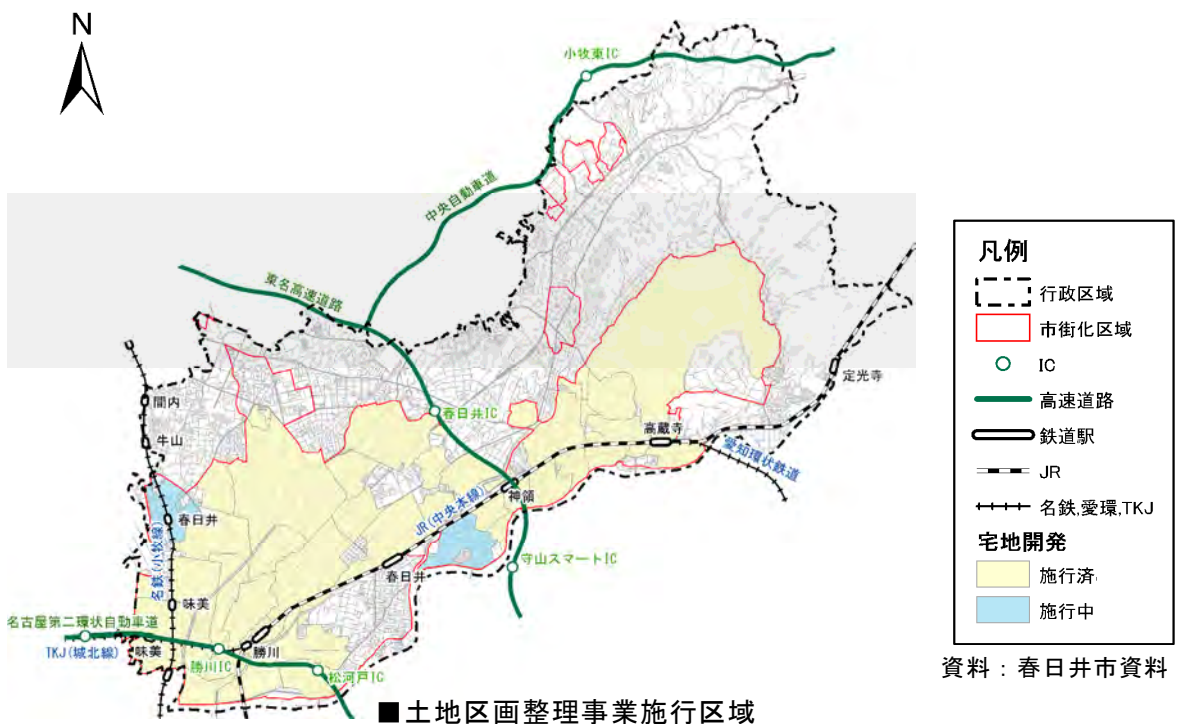 N
小牧東IC
中央自動車道
東名高速道路
間内
牛山
春日井IC
定光寺
高蔵寺
愛知環状鉄道
神領
JR(中央本線)
春日井
名鉄(小牧線)
春日井
守山スマートIC
味美
名古屋第二環状自動車道
味美
TKJ(城北線)
勝川IC
勝川
松河戸IC
凡例
行政区域
市街化区域
IC
高速道路
鉄道駅
JR
名鉄,愛環,TKJ
宅地開発
施行済
施行中
資料：春日井市資料
■土地区画整理事業施行区域